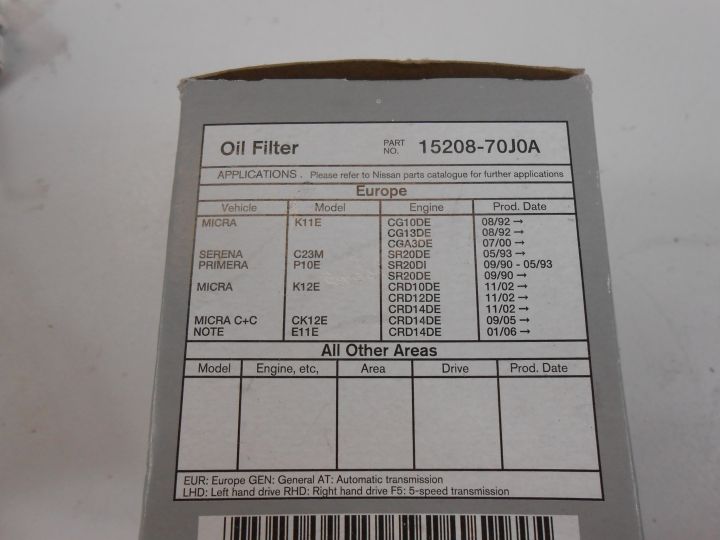 Oil Filter PART NO. 15208-70J0A
APPLICATIONS . Please refer to Nissan parts catalogue for further applications
Europe
Vehicle Model Engine Prod. Date
MICRA K11E CG10DE 08/92 →
CG13DE 08/92 →
CGA3DE 07/00 →
SERENA C23M SR20DE 05/93 →
PRIMERA P10E SR20DI 09/90 - 05/93
SR20DE 09/90 →
MICRA K12E CRD10DE 11/02 →
CRD12DE 11/02 →
CRD14DE 11/02 →
MICRA C+C CK12E CRD14DE 09/05 →
NOTE E11E CRD14DE 01/06 →
All Other Areas
Model Engine, etc, Area Drive Prod. Date
EUR: Europe GEN: General AT: Automatic transmission
LHD: Left hand drive RHD: Right hand drive F5: 5-speed transmission